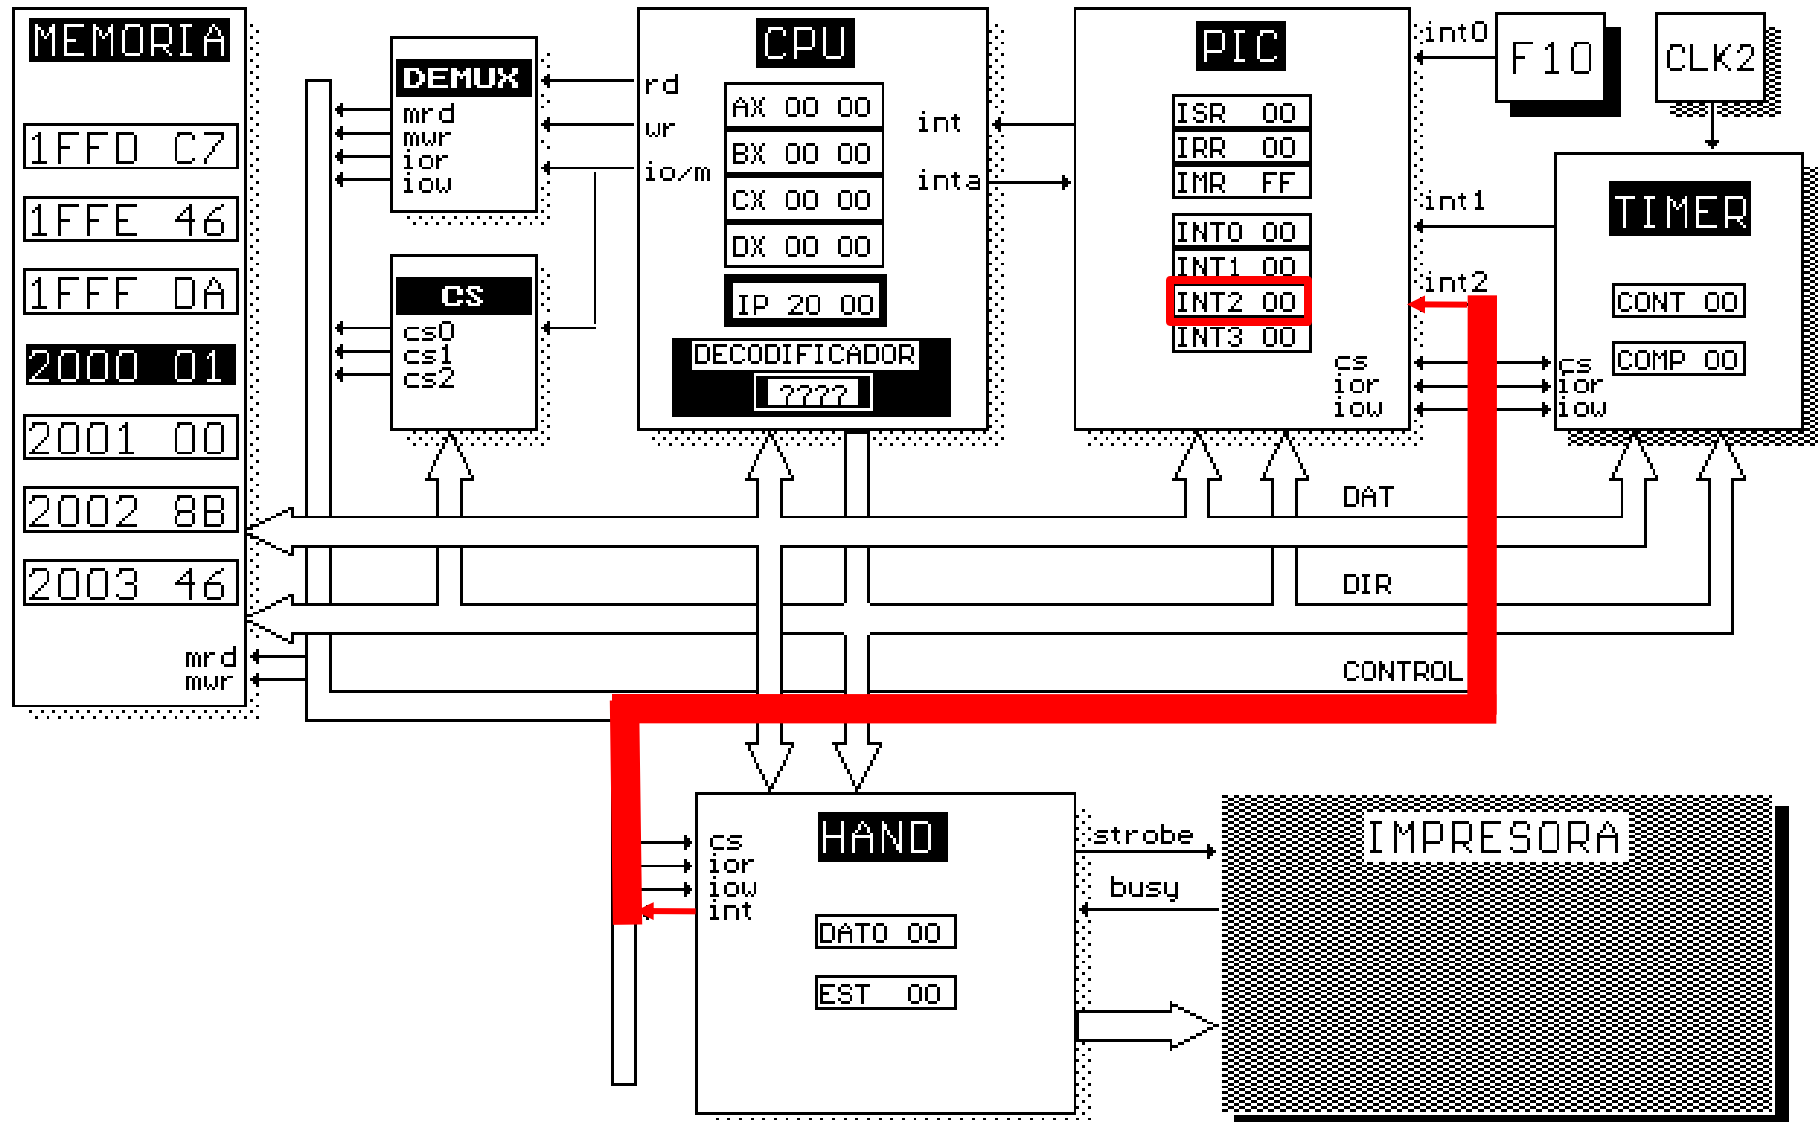 MEMORIA
1FFD C7
1FFE 46
1FFF DA
2000 01
2001 00
2002 8B
2003 46
mrd
mwr
DEMUX
mrd
mwr
ior
iow
CS
cs0
cs1
cs2
CPU
rd
wr
io/m
AX 00 00
BX 00 00
CX 00 00
DX 00 00
IP 20 00
DECODIFICADOR
????
int
inta
PIC
ISR 00
IRR 00
IMR FF
INT0 00
INT1 00
INT2 00
INT3 00
cs
ior
iow
int0
int1
int2
F10
CLK2
TIMER
CONT 00
COMP 00
cs
ior
iow
DAT
DIR
CONTROL
HAND
cs
ior
iow
int
DATO 00
EST 00
strobe
busy
IMPRESORA